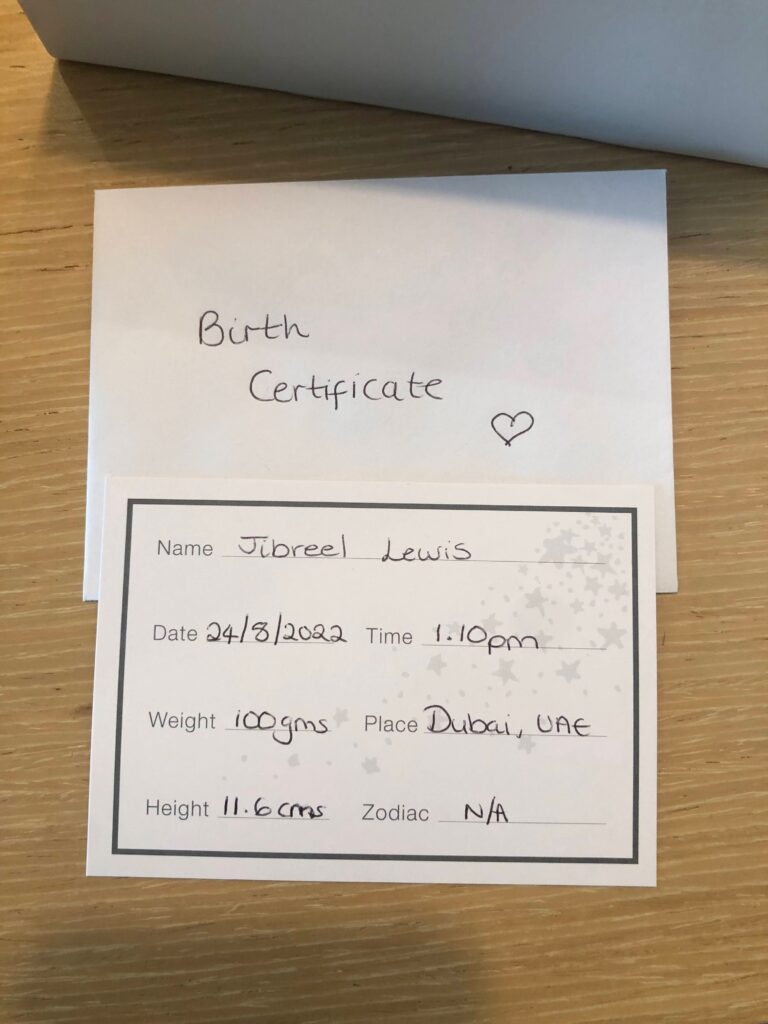 Birth
Certificate
Name Jibreel Lewis
Date 24/8/2022 Time 1.10pm
Weight 100gms Place Dubai, UAE
Height 11.6cms Zodiac N/A